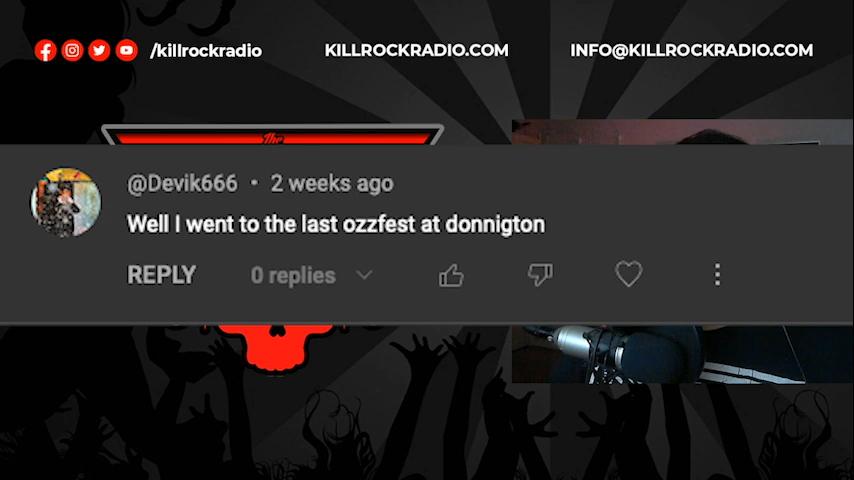 /killrockradio KILLROCKRADIO.COM INFO@KILLROCKRADIO.COM
The
@Devik666 • 2 weeks ago
Well I went to the last ozzfest at donnigton
REPLY 0 replies